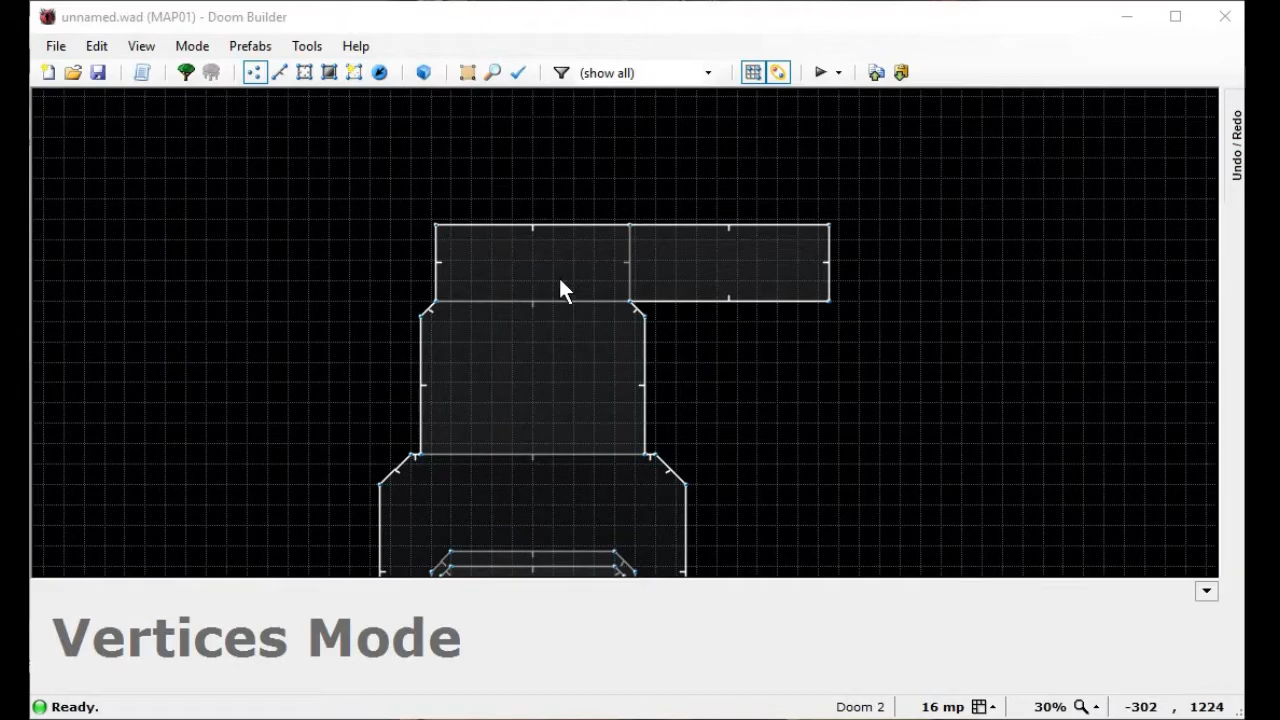 unnamed.wad (MAP01) - Doom Builder
File Edit View Mode Prefabs Tools Help
(show all)
Undo / Redo
Vertices Mode
Ready. Doom 2 16 mp 30% -302 , 1224